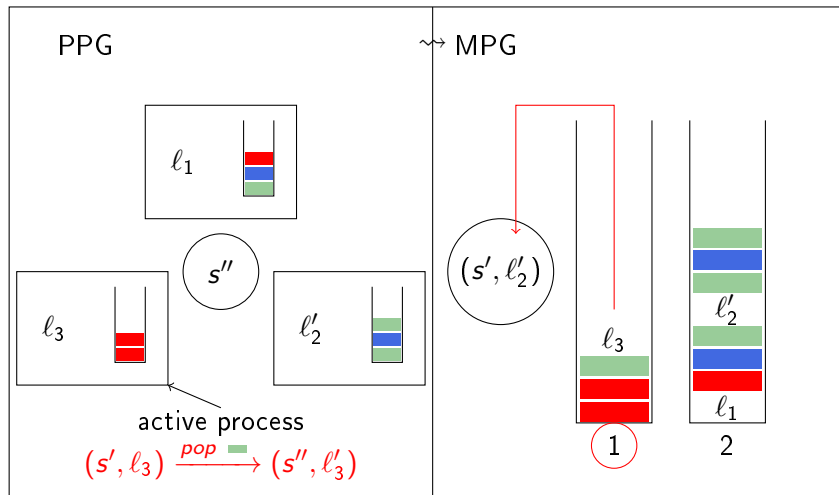 PPG
⇝ MPG
ℓ₁
s″
ℓ₃
ℓ′₂
active process
(s′, ℓ₃) —pop→ (s″, ℓ′₃)
(s′, ℓ′₂)
ℓ₃
1
ℓ′₂
ℓ₁
2